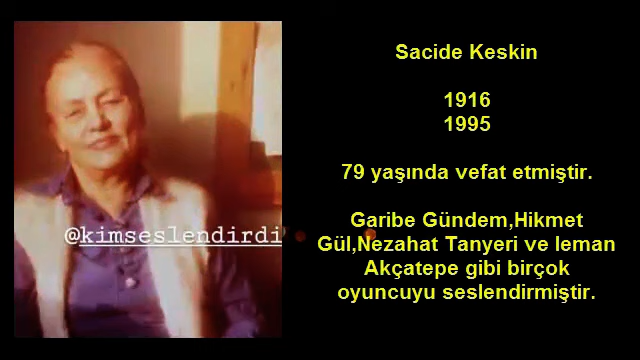 Sacide Keskin
1916
1995
79 yaşında vefat etmiştir.
Garibe Gündem,Hikmet
Gül,Nezahat Tanyeri ve leman
Akçatepe gibi birçok
oyuncuyu seslendirmiştir.
@kimseslendirdi